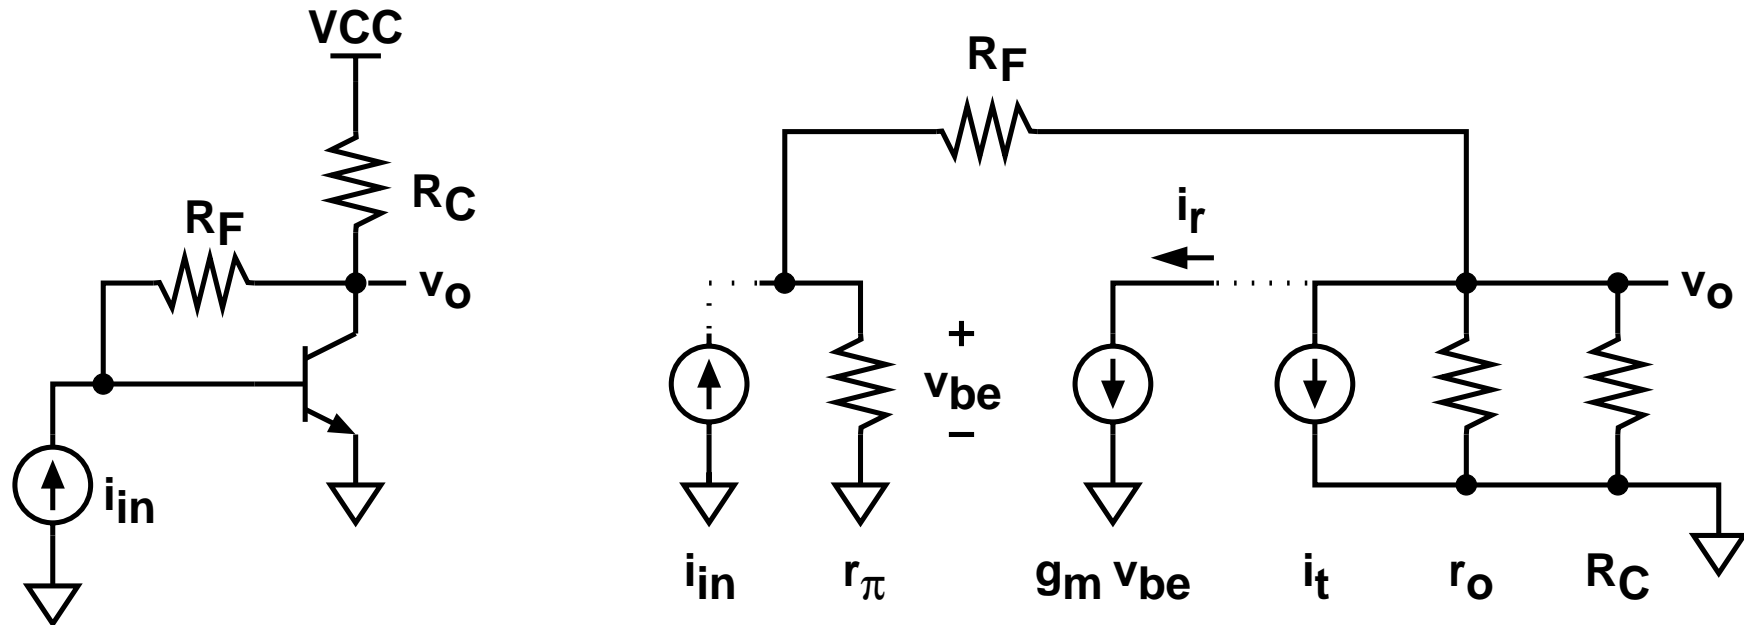 VCC
RC
RF
vo
iin
RF
ir
vo
+
vbe
−
iin rπ gm vbe it ro RC